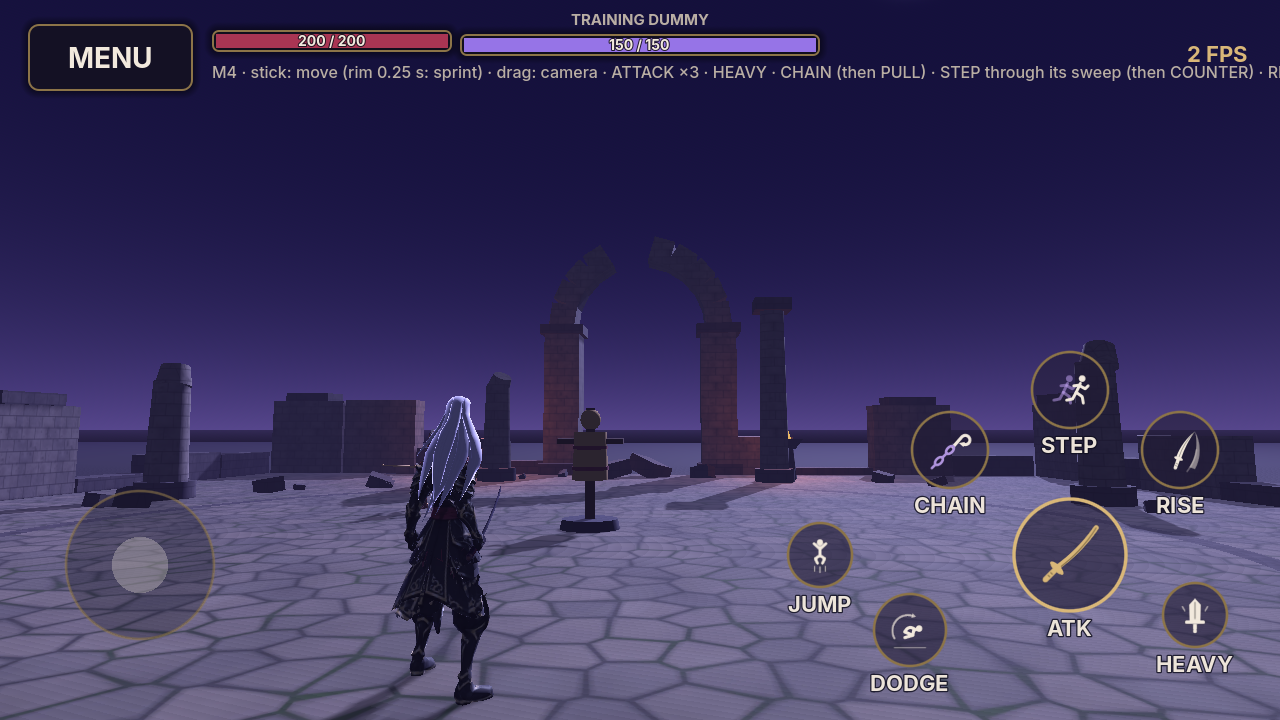 TRAINING DUMMY
MENU
200 / 200
150 / 150
2 FPS
M4 · stick: move (rim 0.25 s: sprint) · drag: camera · ATTACK ×3 · HEAVY · CHAIN (then PULL) · STEP through its sweep (then COUNTER) ·
STEP
CHAIN
RISE
JUMP
ATK
HEAVY
DODGE